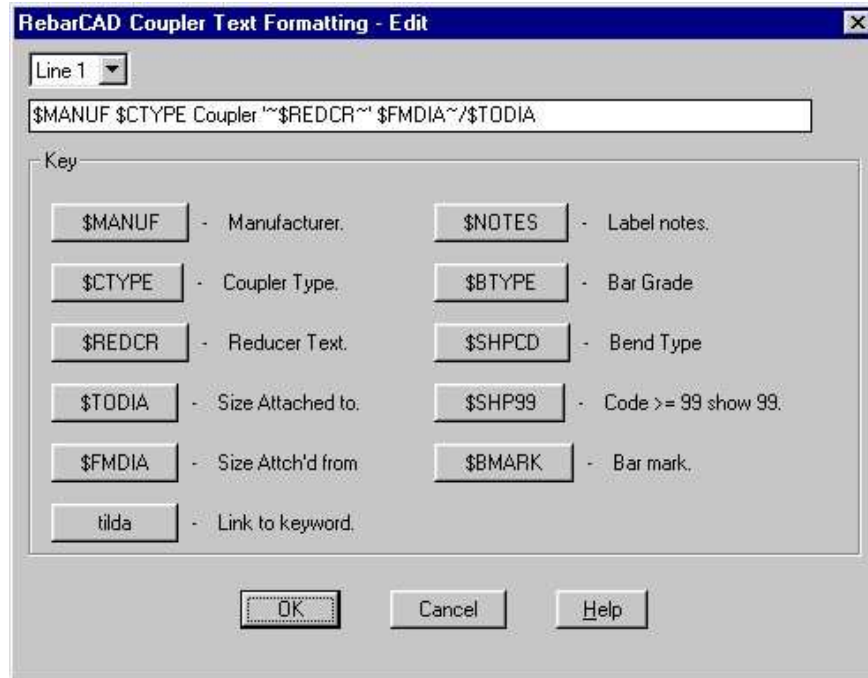 RebarCAD Coupler Text Formatting - Edit
Line 1
$MANUF $CTYPE Coupler '~$REDCR~' $FMDIA~/$TODIA
Key
$MANUF - Manufacturer. $NOTES - Label notes.
$CTYPE - Coupler Type. $BTYPE - Bar Grade
$REDCR - Reducer Text. $SHPCD - Bend Type
$TODIA - Size Attached to. $SHP99 - Code >= 99 show 99.
$FMDIA - Size Attch'd from $BMARK - Bar mark.
tilda - Link to keyword.
OK Cancel Help